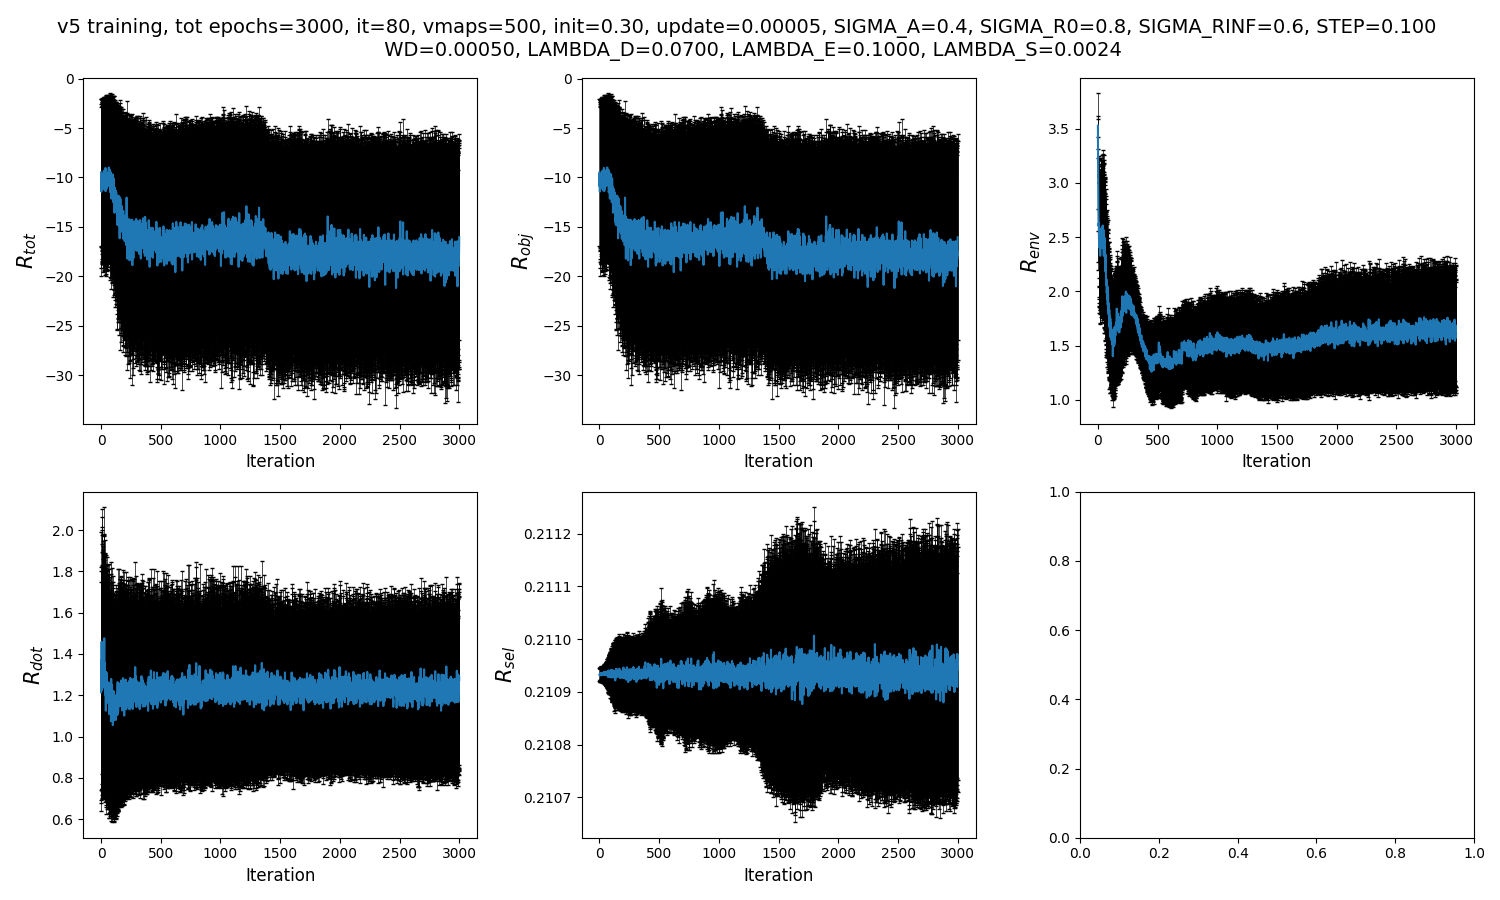 v5 training, tot epochs=3000, it=80, vmaps=500, init=0.30, update=0.00005, SIGMA_A=0.4, SIGMA_R0=0.8, SIGMA_RINF=0.6, STEP=0.100
WD=0.00050, LAMBDA_D=0.0700, LAMBDA_E=0.1000, LAMBDA_S=0.0024
0
−5
−10
−15
−20
−25
−30
R_tot
0 500 1000 1500 2000 2500 3000
Iteration
0
−5
−10
−15
−20
−25
−30
R_obj
0 500 1000 1500 2000 2500 3000
Iteration
3.5
3.0
2.5
2.0
1.5
1.0
R_env
0 500 1000 1500 2000 2500 3000
Iteration
2.0
1.8
1.6
1.4
1.2
1.0
0.8
0.6
R_dot
0 500 1000 1500 2000 2500 3000
Iteration
0.21112
0.21111
0.21110
0.21109
0.21108
0.21107
R_sel
0 500 1000 1500 2000 2500 3000
Iteration
1.0
0.8
0.6
0.4
0.2
0.0
0.0 0.2 0.4 0.6 0.8 1.0